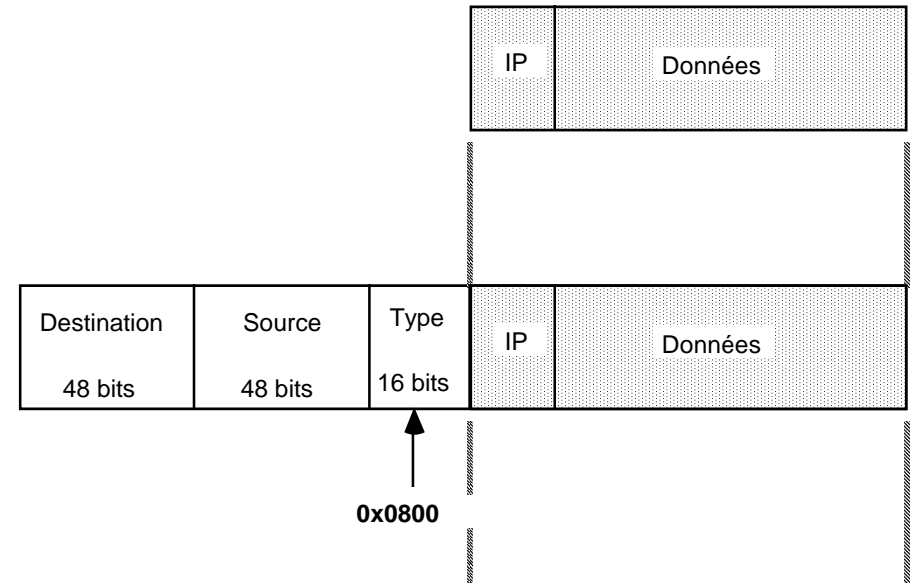 IP Données
Destination Source Type IP Données
48 bits 48 bits 16 bits
0x0800